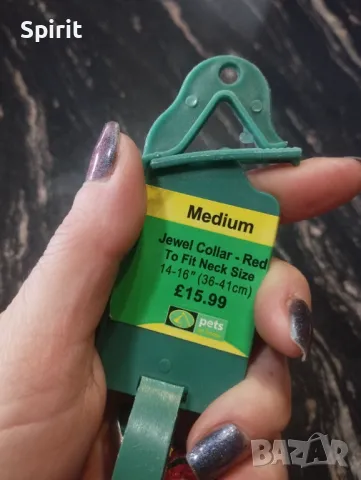 Spirit
Medium
Jewel Collar - Red
To Fit Neck Size
14-16" (36-41cm)
£15.99
pets
BAZAR